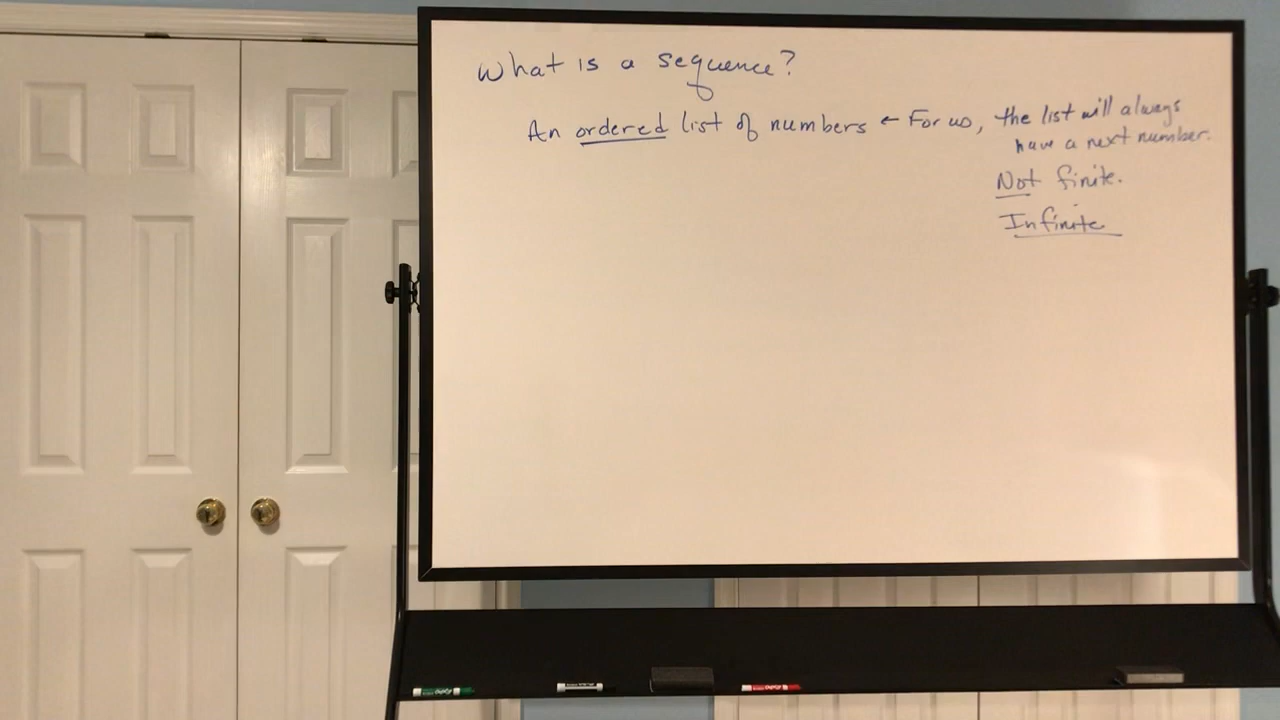 What is a sequence?
An ordered list of numbers ← For us, the list will always
have a next number.
Not finite.
Infinite